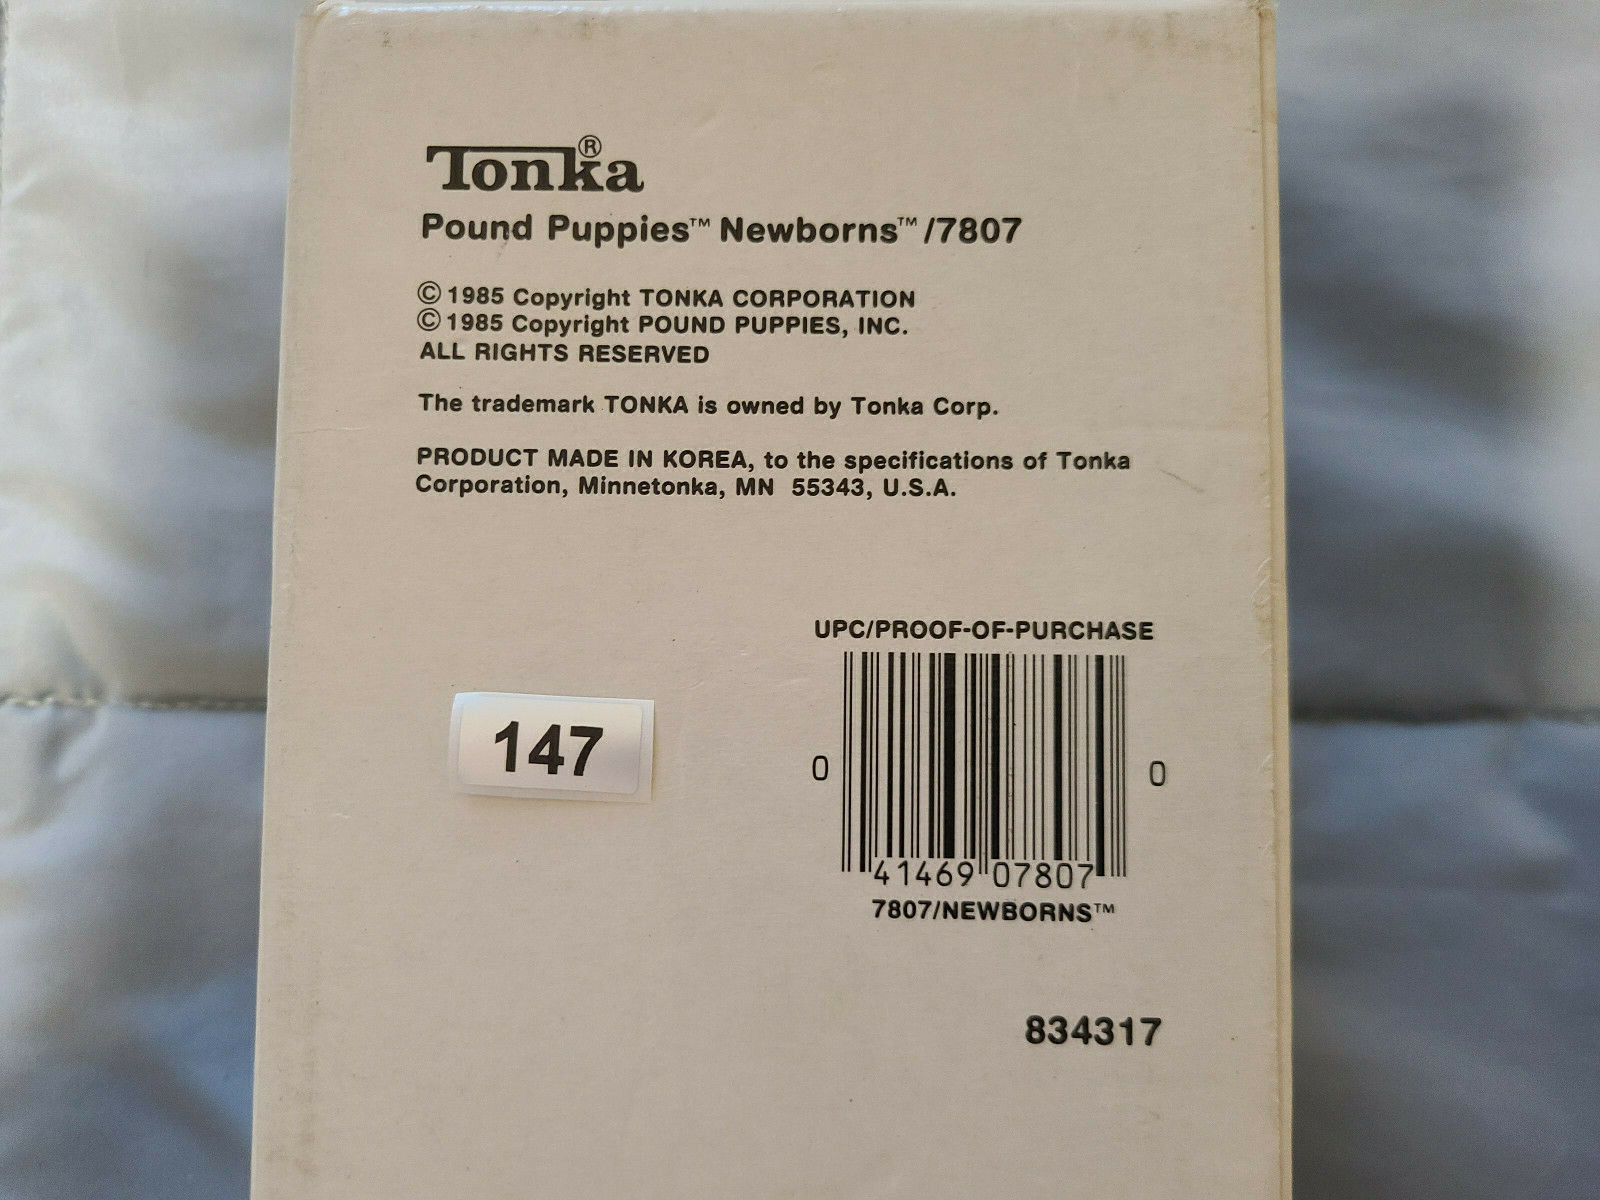 Tonka®
Pound Puppies™ Newborns™/7807
© 1985 Copyright TONKA CORPORATION
© 1985 Copyright POUND PUPPIES, INC.
ALL RIGHTS RESERVED
The trademark TONKA is owned by Tonka Corp.
PRODUCT MADE IN KOREA, to the specifications of Tonka
Corporation, Minnetonka, MN 55343, U.S.A.
UPC/PROOF-OF-PURCHASE
147
0 41469 07807 0
7807/NEWBORNS™
834317